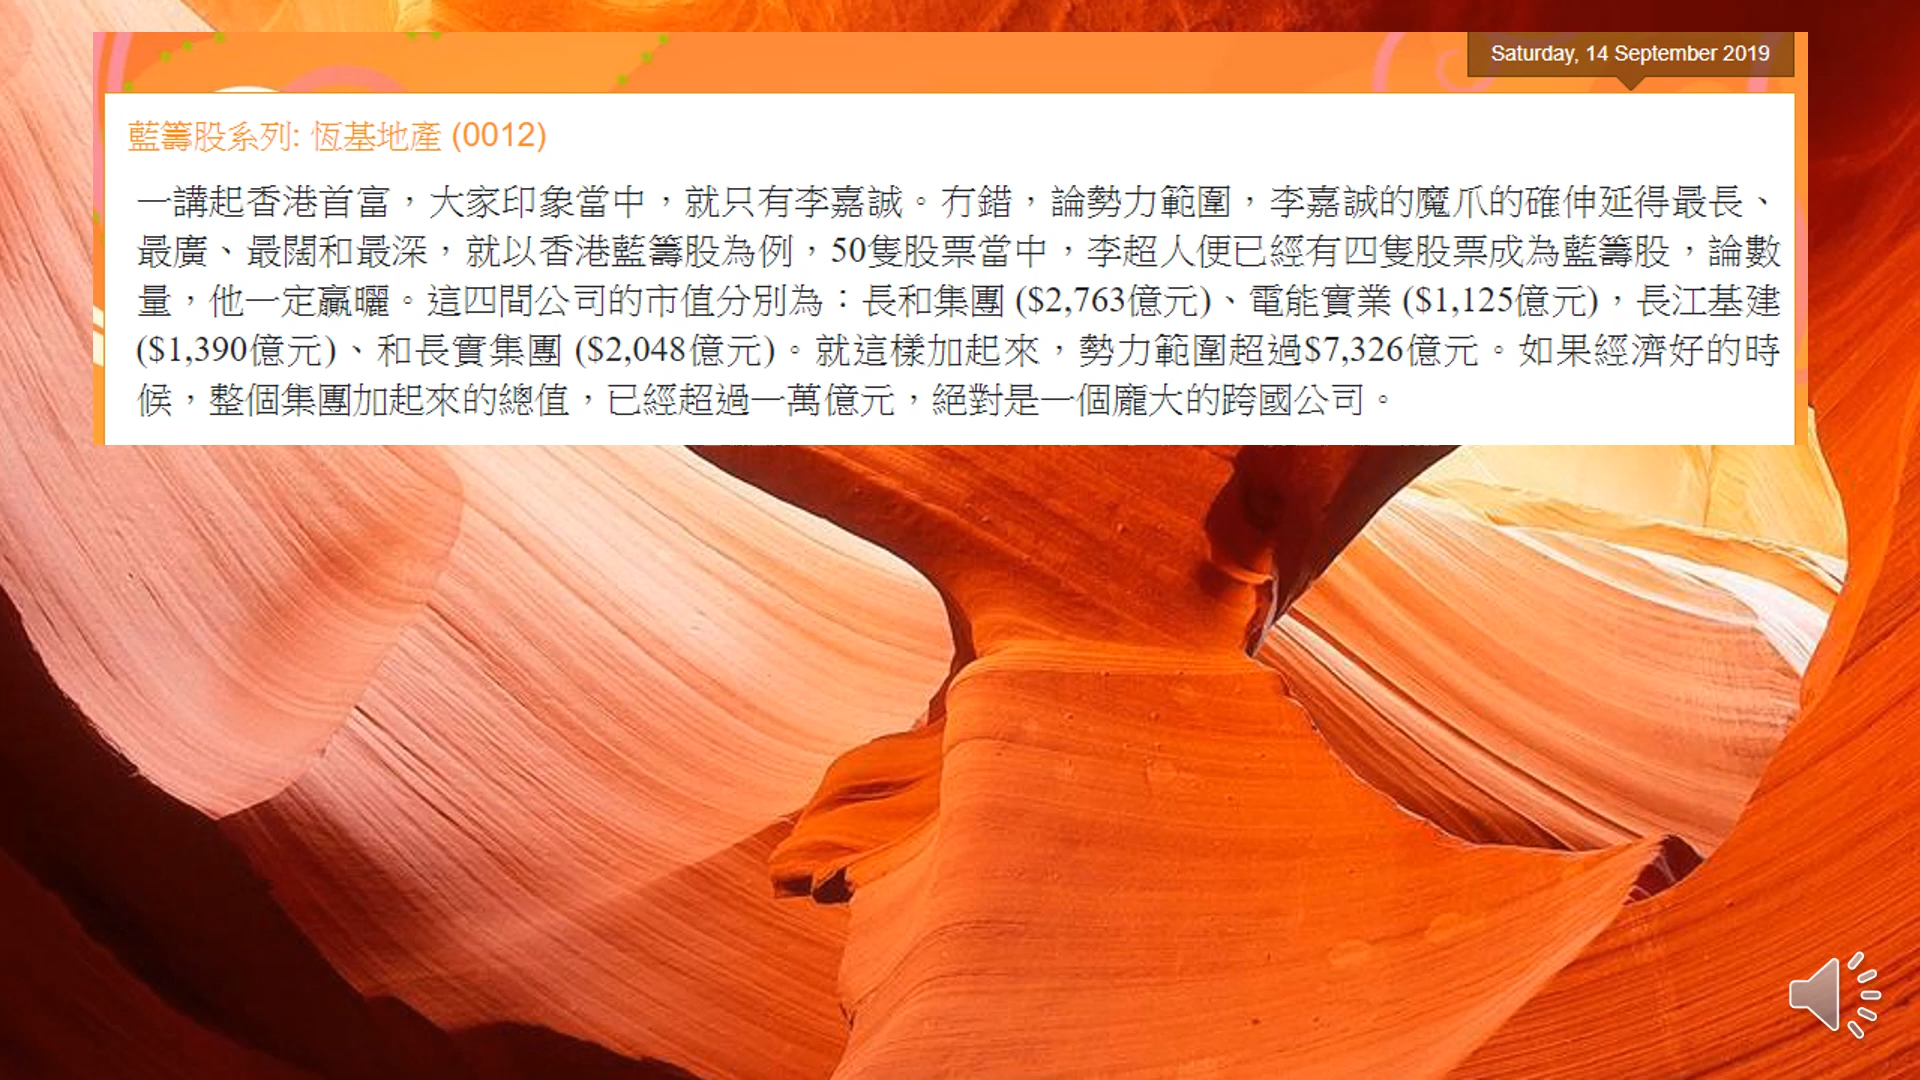 Saturday, 14 September 2019
藍籌股系列: 恆基地產 (0012)
一講起香港首富，大家印象當中，就只有李嘉誠。冇錯，論勢力範圍，李嘉誠的魔爪的確伸延得最長、
最廣、最闊和最深，就以香港藍籌股為例，50隻股票當中，李超人便已經有四隻股票成為藍籌股，論數
量，他一定贏曬。這四間公司的市值分別為：長和集團 ($2,763億元)、電能實業 ($1,125億元)，長江基建
($1,390億元)、和長實集團 ($2,048億元)。就這樣加起來，勢力範圍超過$7,326億元。如果經濟好的時
候，整個集團加起來的總值，已經超過一萬億元，絕對是一個龐大的跨國公司。